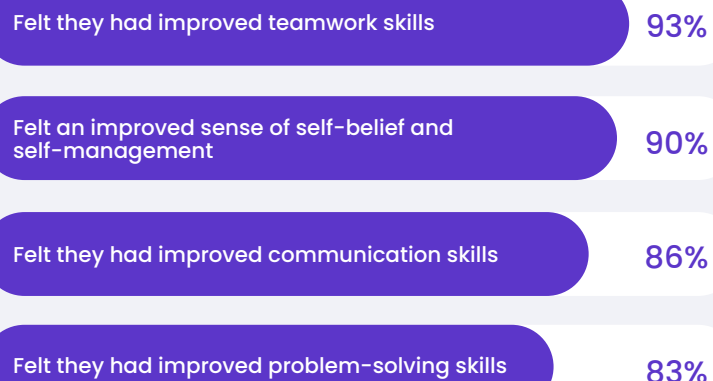 Felt they had improved teamwork skills 93%
Felt an improved sense of self-belief and
self-management 90%
Felt they had improved communication skills 86%
Felt they had improved problem-solving skills 83%